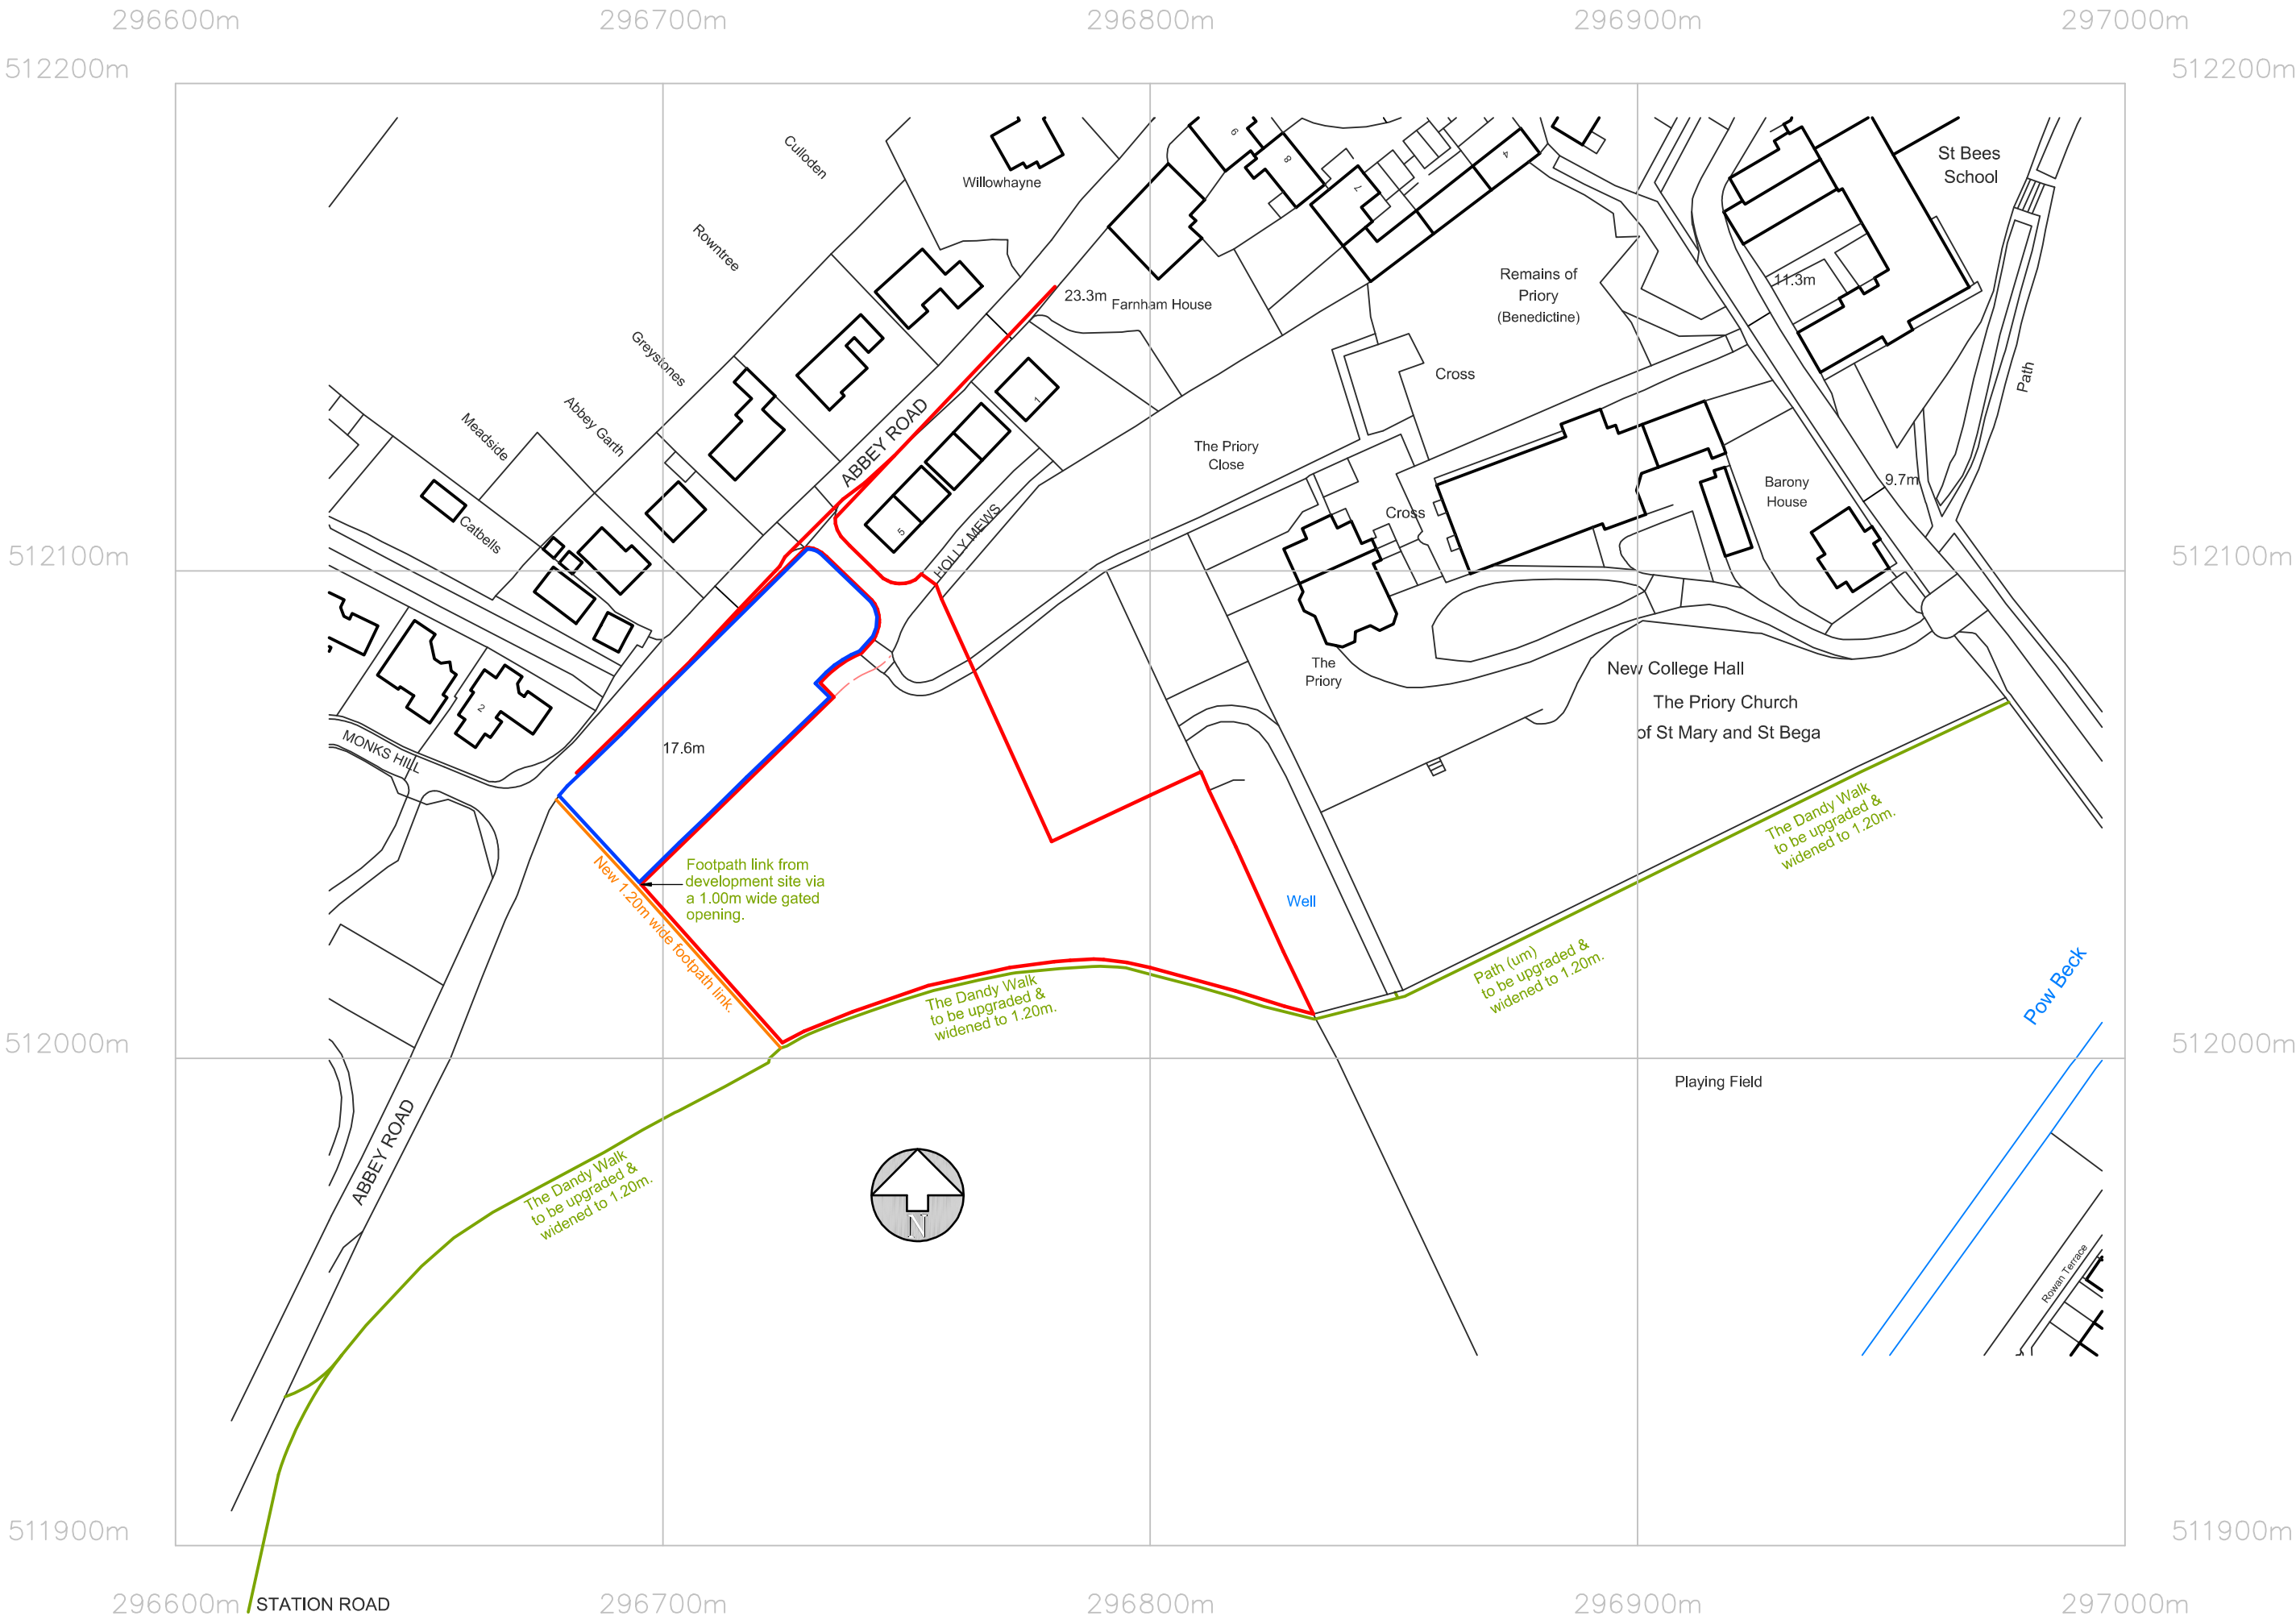 296600m 296700m 296800m 296900m 297000m
512200m 512200m
Culloden
Willowhayne
St Bees
School
Rowntree
6
8
7
4
23.3m
Farnham House
Remains of
Priory
(Benedictine)
11.3m
Path
Greystones
Cross
Abbey Garth
Meadside
ABBEY ROAD
1
The Priory
Close
5
HOLLY MEWS
Cross
Barony
House
9.7m
Catbells
512100m 512100m
2
MONKS HILL
17.6m
The
Priory
New College Hall
The Priory Church
of St Mary and St Bega
The Dandy Walk
to be upgraded &
widened to 1.20m.
New 1.20m wide footpath link.
Footpath link from
development site via
a 1.00m wide gated
opening.
Well
Path (um)
to be upgraded &
widened to 1.20m.
The Dandy Walk
to be upgraded &
widened to 1.20m.
Pow Beck
512000m 512000m
Playing Field
ABBEY ROAD
The Dandy Walk
to be upgraded &
widened to 1.20m.
N
Rowan Terrace
511900m 511900m
STATION ROAD
296600m 296700m 296800m 296900m 297000m